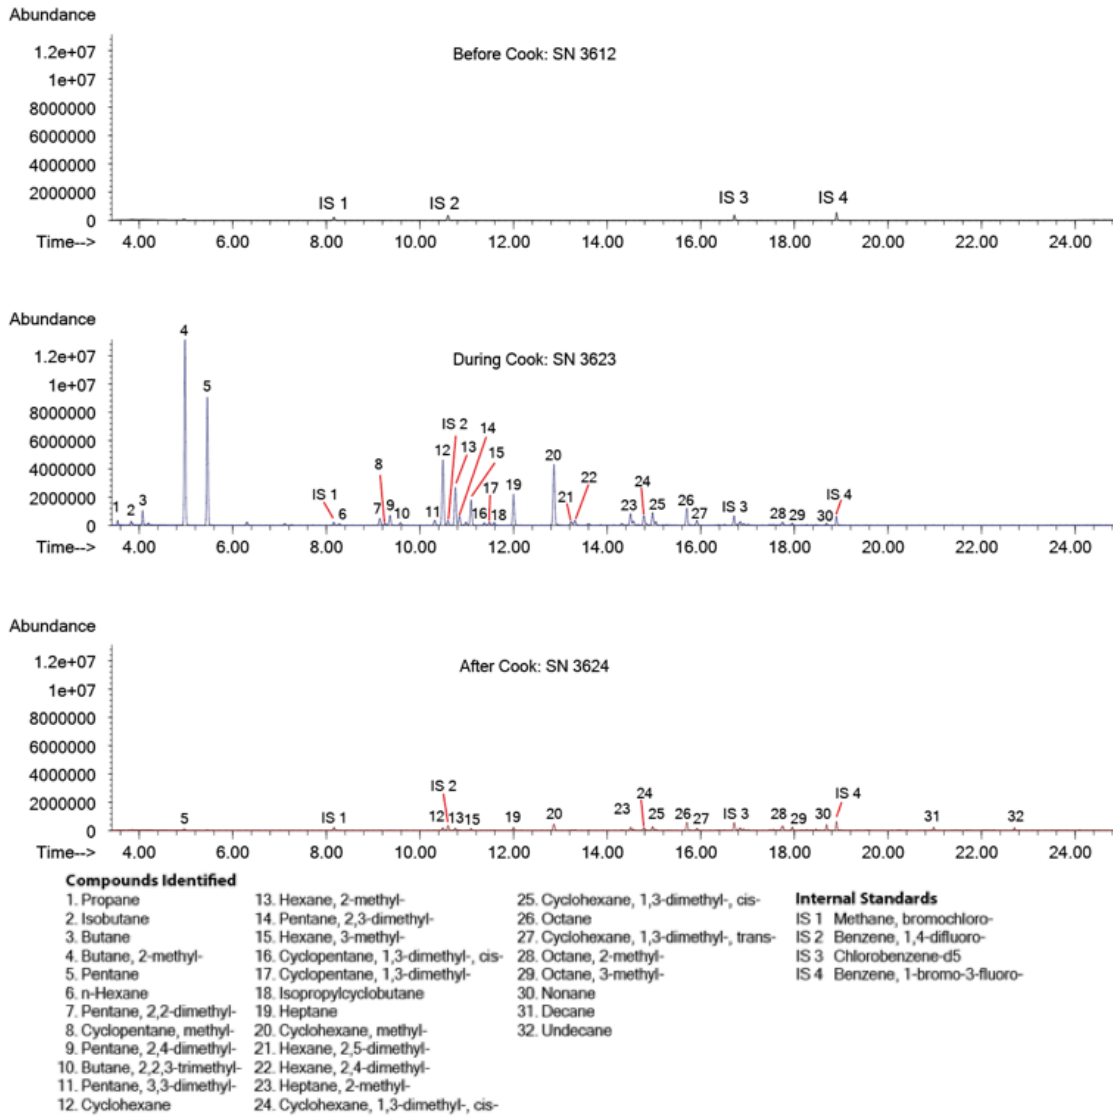 Abundance
Before Cook: SN 3612
1.2e+07
1e+07
8000000
6000000
4000000
2000000
IS 1 IS 2 IS 3 IS 4
0
Time--> 4.00 6.00 8.00 10.00 12.00 14.00 16.00 18.00 20.00 22.00 24.00
Abundance
4
During Cook: SN 3623
1.2e+07
1e+07
5
8000000
6000000
IS 2 14
4000000
12 13 15 20
8 17 19 22 24
2000000
IS 1 21 IS 4
1 2 3 6 7 9 10 11 16 18 23 25 26 27 IS 3 28 29 30
0
Time--> 4.00 6.00 8.00 10.00 12.00 14.00 16.00 18.00 20.00 22.00 24.00
Abundance
After Cook: SN 3624
1.2e+07
1e+07
8000000
6000000
4000000
IS 2 24 IS 4
2000000
5 IS 1 12 13 15 19 20 23 25 26 27 IS 3 28 29 30 31 32
0
Time--> 4.00 6.00 8.00 10.00 12.00 14.00 16.00 18.00 20.00 22.00 24.00
Compounds Identified
1. Propane
2. Isobutane
3. Butane
4. Butane, 2-methyl-
5. Pentane
6. n-Hexane
7. Pentane, 2,2-dimethyl-
8. Cyclopentane, methyl-
9. Pentane, 2,4-dimethyl-
10. Butane, 2,2,3-trimethyl-
11. Pentane, 3,3-dimethyl-
12. Cyclohexane
13. Hexane, 2-methyl-
14. Pentane, 2,3-dimethyl-
15. Hexane, 3-methyl-
16. Cyclopentane, 1,3-dimethyl-, cis-
17. Cyclopentane, 1,3-dimethyl-
18. Isopropylcyclobutane
19. Heptane
20. Cyclohexane, methyl-
21. Hexane, 2,5-dimethyl-
22. Hexane, 2,4-dimethyl-
23. Heptane, 2-methyl-
24. Cyclohexane, 1,3-dimethyl-, cis-
25. Cyclohexane, 1,3-dimethyl-, cis-
26. Octane
27. Cyclohexane, 1,3-dimethyl-, trans-
28. Octane, 2-methyl-
29. Octane, 3-methyl-
30. Nonane
31. Decane
32. Undecane
Internal Standards
IS 1 Methane, bromochloro-
IS 2 Benzene, 1,4-difluoro-
IS 3 Chlorobenzene-d5
IS 4 Benzene, 1-bromo-3-fluoro-